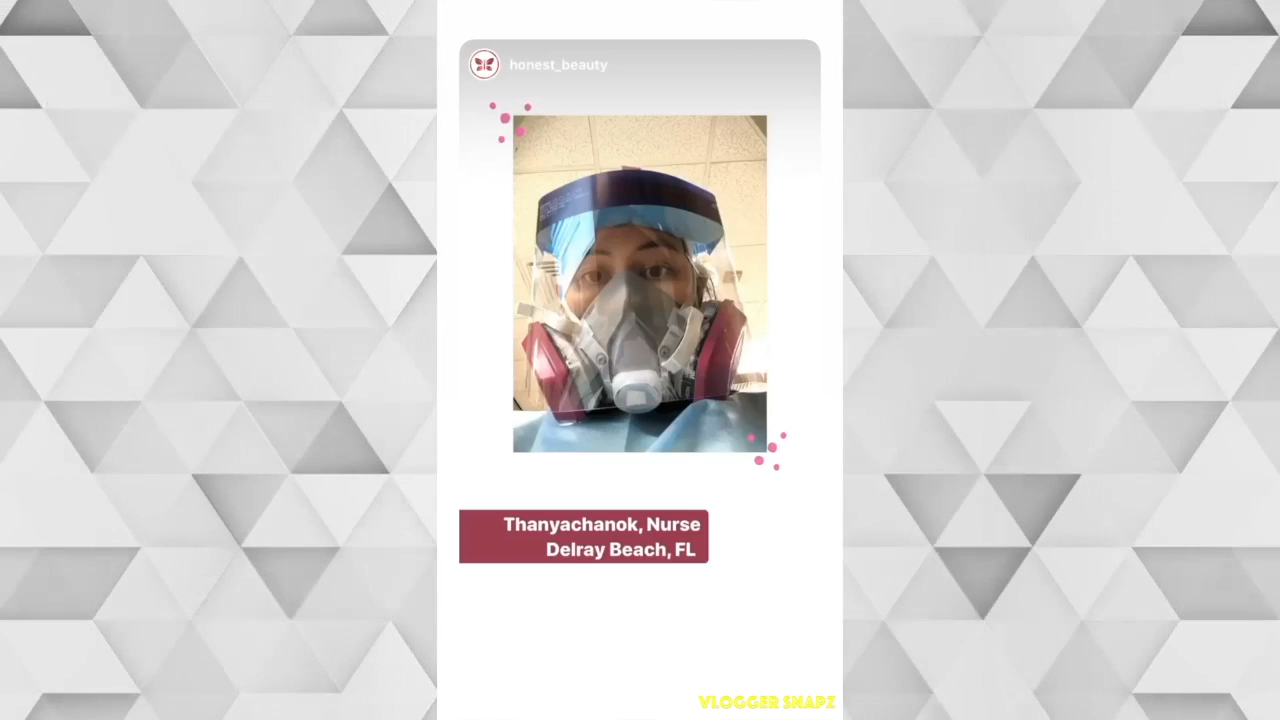 honest_beauty
Thanyachanok, Nurse
Delray Beach, FL
VLOGGER SNAPZ